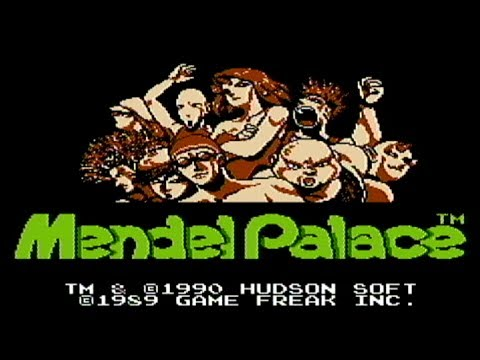 Mendel Palace™
TM & ©1990 HUDSON SOFT
©1989 GAME FREAK INC.